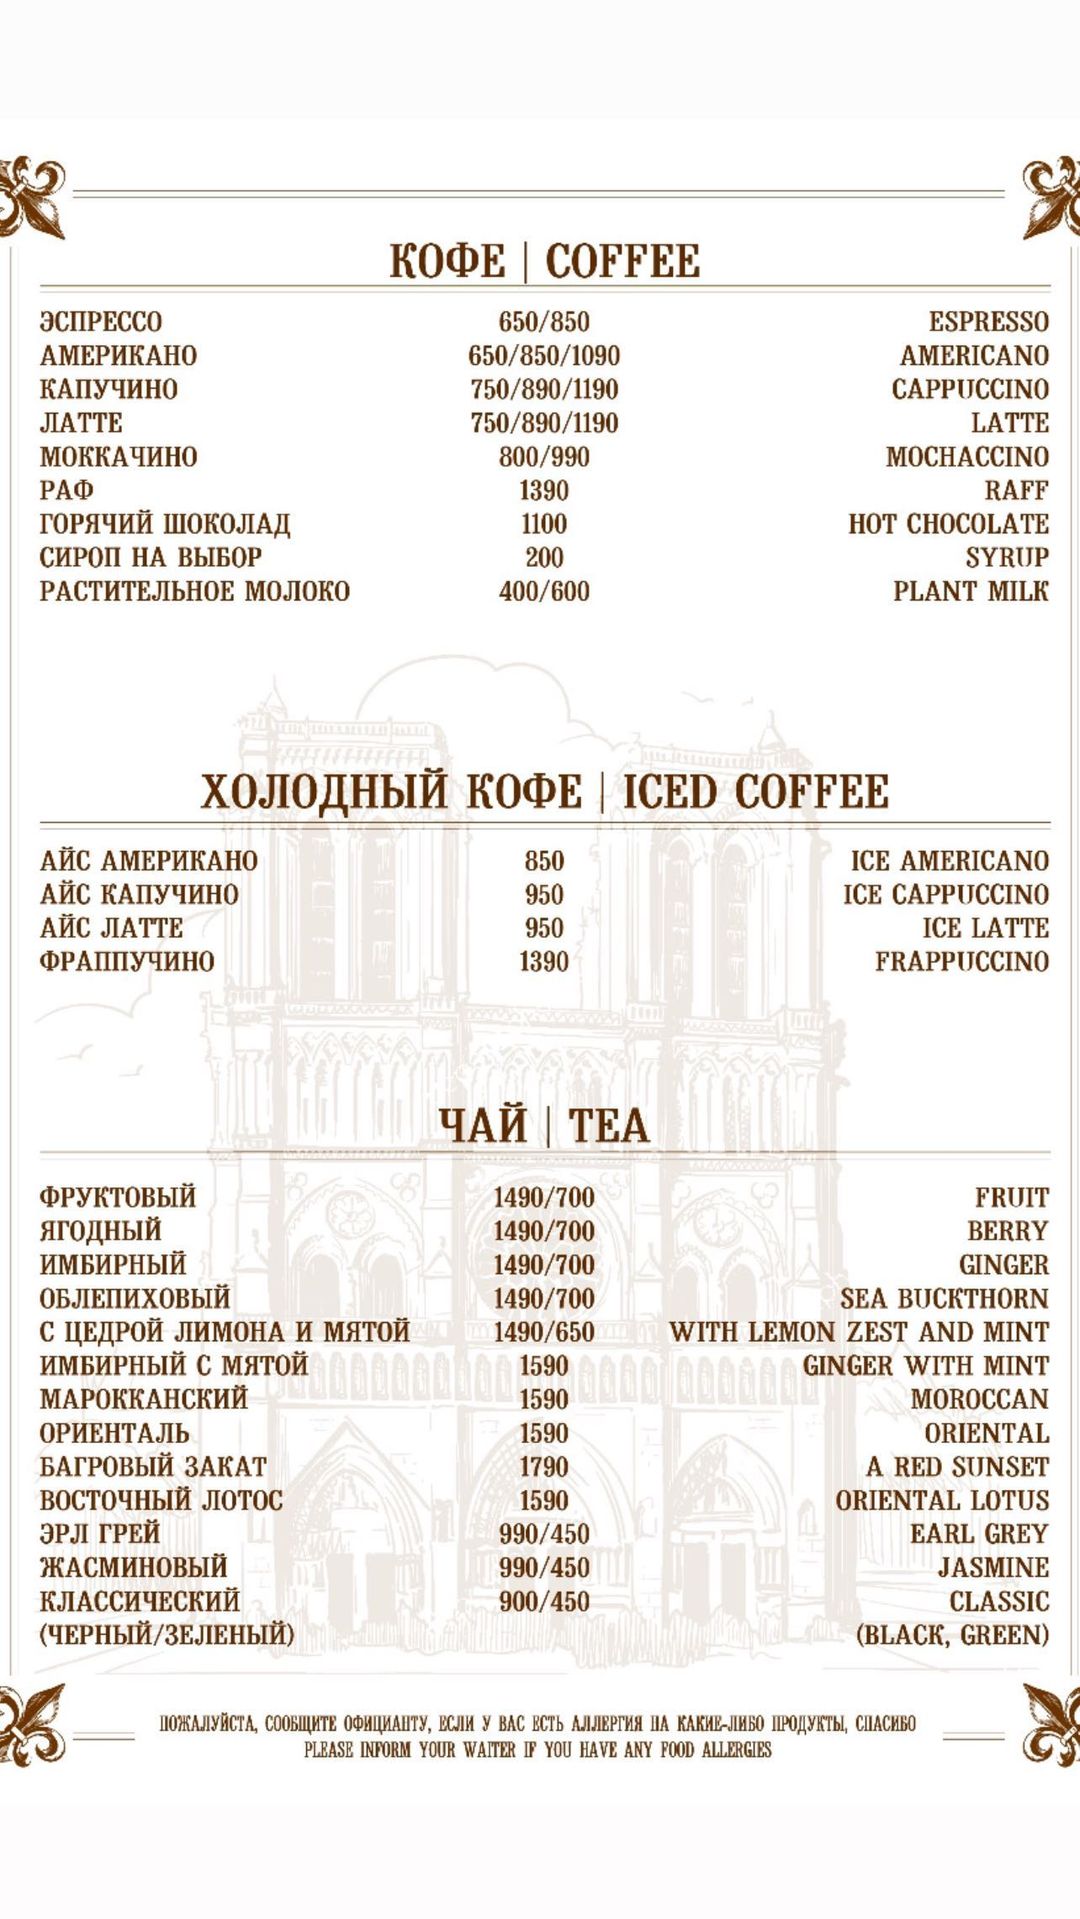 КОФЕ | COFFEE
ЭСПРЕССО 650/850 ESPRESSO
АМЕРИКАНО 650/850/1090 AMERICANO
КАПУЧИНО 750/890/1190 CAPPUCCINO
ЛАТТЕ 750/890/1190 LATTE
МОККАЧИНО 800/990 MOCHACCINO
РАФ 1390 RAFF
ГОРЯЧИЙ ШОКОЛАД 1100 HOT CHOCOLATE
СИРОП НА ВЫБОР 200 SYRUP
РАСТИТЕЛЬНОЕ МОЛОКО 400/600 PLANT MILK
ХОЛОДНЫЙ КОФЕ | ICED COFFEE
АЙС АМЕРИКАНО 850 ICE AMERICANO
АЙС КАПУЧИНО 950 ICE CAPPUCCINO
АЙС ЛАТТЕ 950 ICE LATTE
ФРАППУЧИНО 1390 FRAPPUCCINO
ЧАЙ | TEA
ФРУКТОВЫЙ 1490/700 FRUIT
ЯГОДНЫЙ 1490/700 BERRY
ИМБИРНЫЙ 1490/700 GINGER
ОБЛЕПИХОВЫЙ 1490/700 SEA BUCKTHORN
С ЦЕДРОЙ ЛИМОНА И МЯТОЙ 1490/650 WITH LEMON ZEST AND MINT
ИМБИРНЫЙ С МЯТОЙ 1590 GINGER WITH MINT
МАРОККАНСКИЙ 1590 MOROCCAN
ОРИЕНТАЛЬ 1590 ORIENTAL
БАГРОВЫЙ ЗАКАТ 1790 A RED SUNSET
ВОСТОЧНЫЙ ЛОТОС 1590 ORIENTAL LOTUS
ЭРЛ ГРЕЙ 990/450 EARL GREY
ЖАСМИНОВЫЙ 990/450 JASMINE
КЛАССИЧЕСКИЙ 900/450 CLASSIC
(ЧЕРНЫЙ/ЗЕЛЕНЫЙ) (BLACK, GREEN)
ПОЖАЛУЙСТА, СООБЩИТЕ ОФИЦИАНТУ, ЕСЛИ У ВАС ЕСТЬ АЛЛЕРГИЯ НА КАКИЕ-ЛИБО ПРОДУКТЫ, СПАСИБО
PLEASE INFORM YOUR WAITER IF YOU HAVE ANY FOOD ALLERGIES